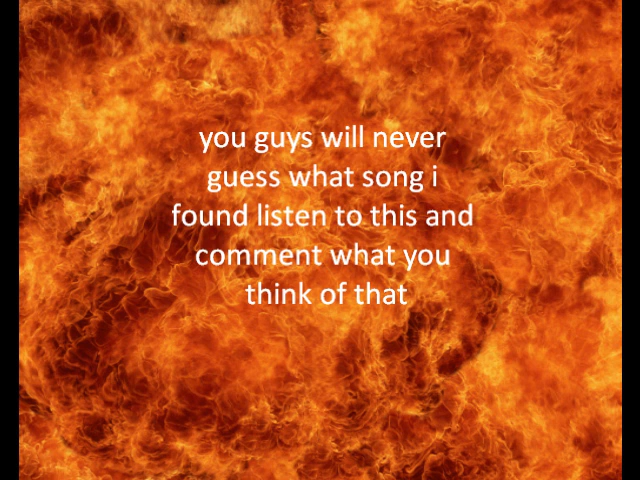 you guys will never
guess what song i
found listen to this and
comment what you
think of that